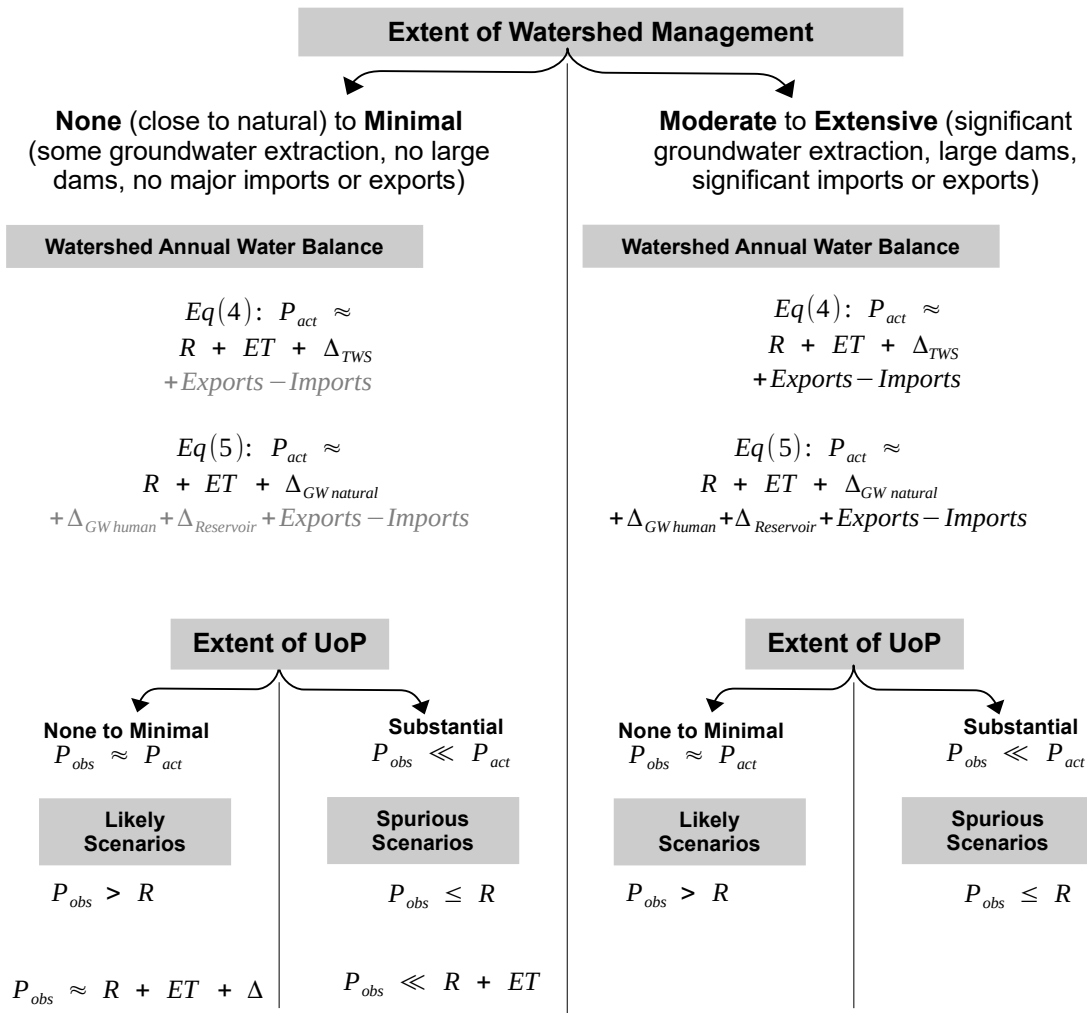 Extent of Watershed Management
None (close to natural) to Minimal
(some groundwater extraction, no large
dams, no major imports or exports)
Watershed Annual Water Balance
Eq(4): P_act ≈
R + ET + Δ_TWS
+Exports−Imports
Eq(5): P_act ≈
R + ET + Δ_GW natural
+Δ_GW human+Δ_Reservoir+Exports−Imports
Extent of UoP
None to Minimal
P_obs ≈ P_act
Likely
Scenarios
P_obs > R
P_obs ≈ R + ET + Δ
Substantial
P_obs ≪ P_act
Spurious
Scenarios
P_obs ≤ R
P_obs ≪ R + ET
Moderate to Extensive (significant
groundwater extraction, large dams,
significant imports or exports)
Watershed Annual Water Balance
Eq(4): P_act ≈
R + ET + Δ_TWS
+Exports−Imports
Eq(5): P_act ≈
R + ET + Δ_GW natural
+Δ_GW human+Δ_Reservoir+Exports−Imports
Extent of UoP
None to Minimal
P_obs ≈ P_act
Likely
Scenarios
P_obs > R
Substantial
P_obs ≪ P_act
Spurious
Scenarios
P_obs ≤ R